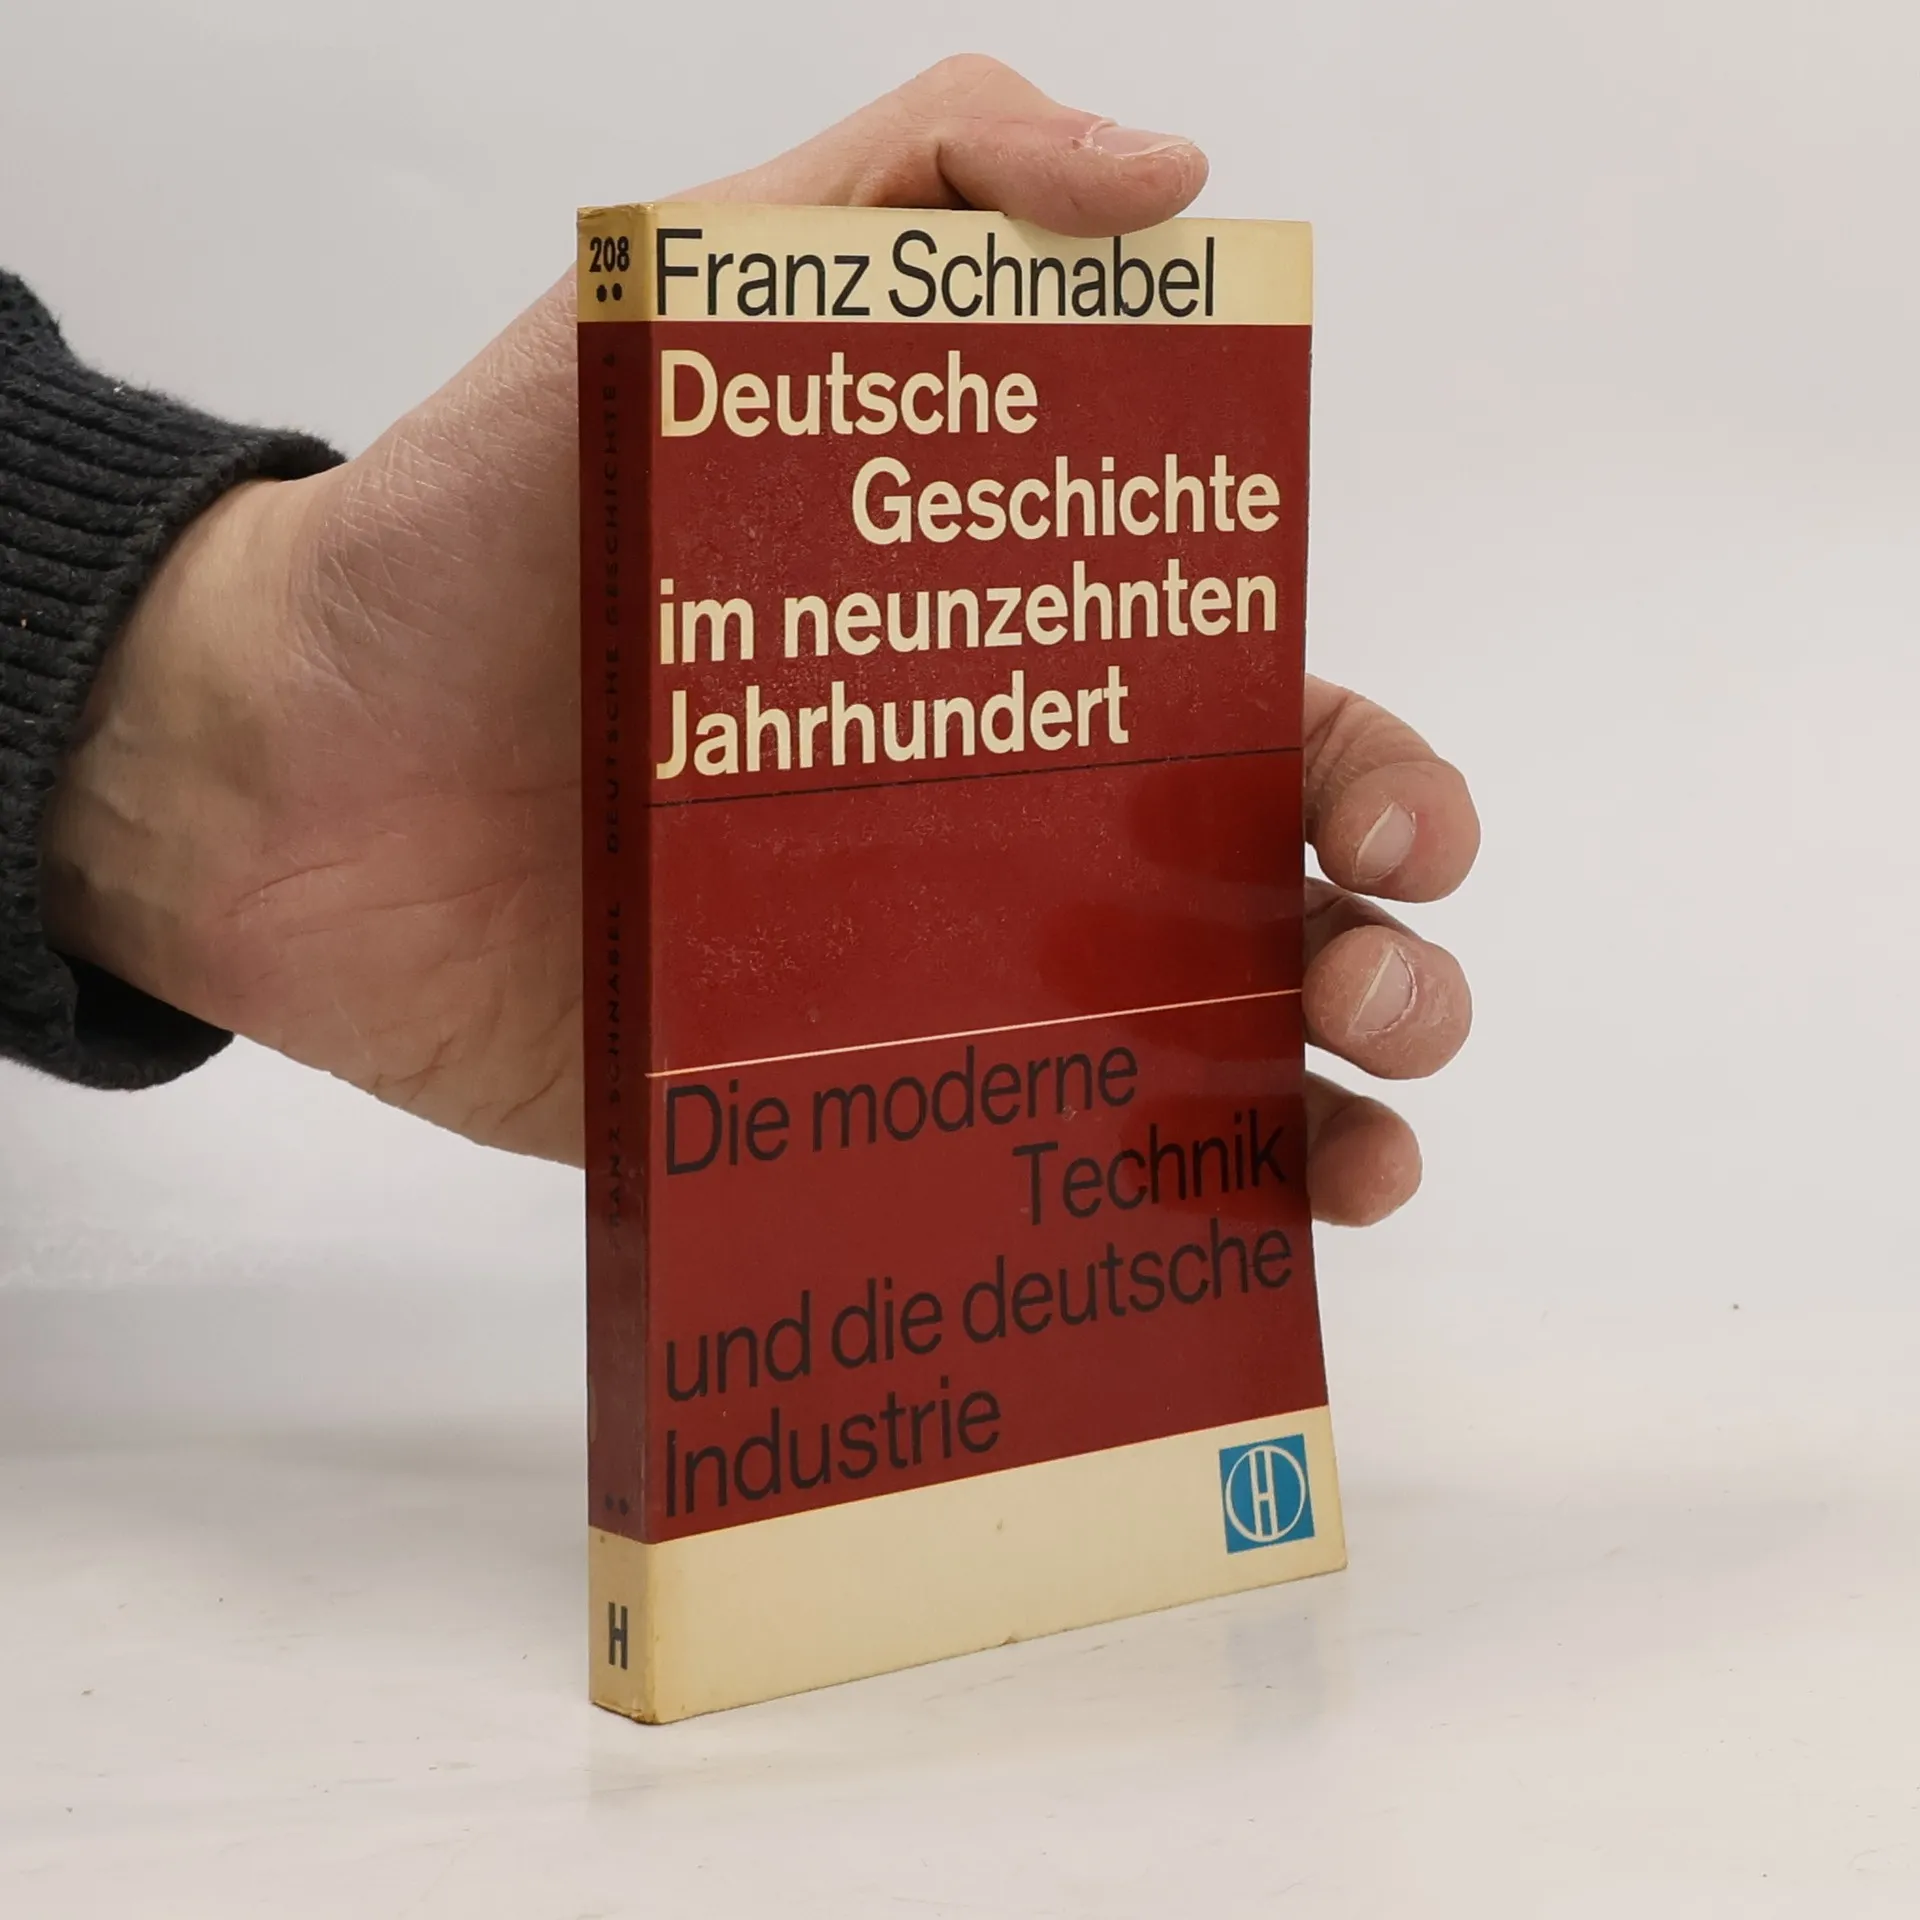 208
Franz Schnabel
Deutsche
Geschichte
im neunzehnten
Jahrhundert
Die moderne
Technik
und die deutsche
Industrie
FRANZ SCHNABEL DEUTSCHE GESCHICHTE
H
H